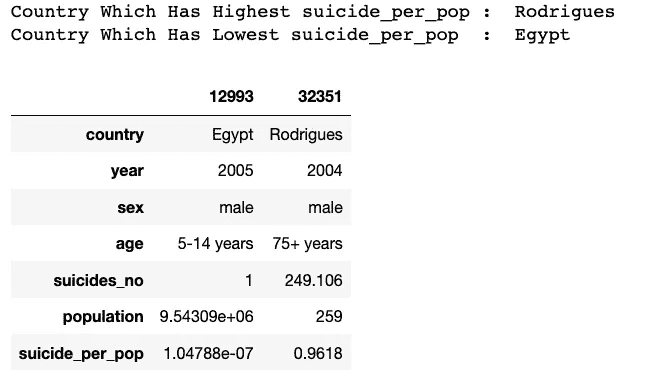 Country Which Has Highest suicide_per_pop :  Rodrigues
Country Which Has Lowest suicide_per_pop  :  Egypt
12993 32351
country Egypt Rodrigues
year 2005 2004
sex male male
age 5-14 years 75+ years
suicides_no 1 249.106
population 9.54309e+06 259
suicide_per_pop 1.04788e-07 0.9618